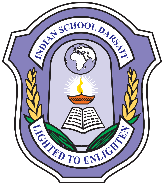 INDIAN SCHOOL DARSAIT
LIGHTED TO ENLIGHTEN